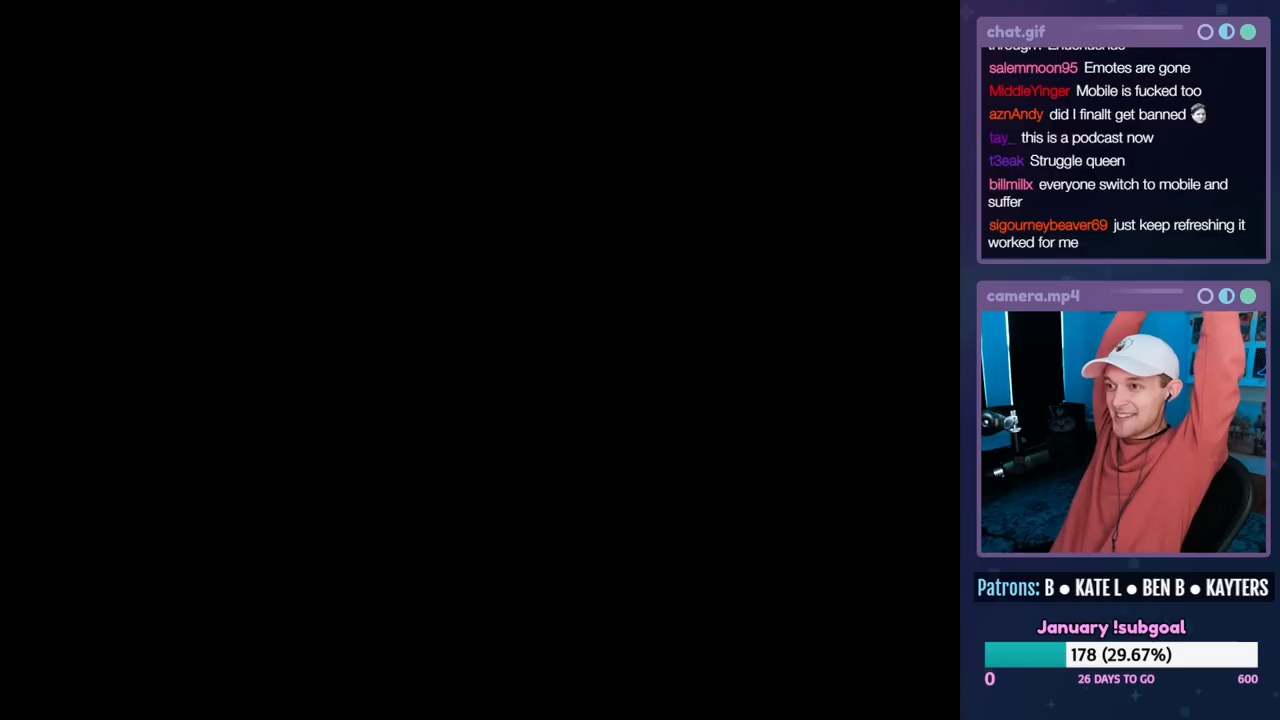 chat.gif
salemmoon95 Emotes are gone
MiddleYinger Mobile is fucked too
aznAndy did I finallt get banned
tay_ this is a podcast now
t3eak Struggle queen
billmillx everyone switch to mobile and
suffer
sigourneybeaver69 just keep refreshing it
worked for me
camera.mp4
Patrons: B ● KATE L ● BEN B ● KAYTERS
January !subgoal
178 (29.67%)
0 26 DAYS TO GO 600